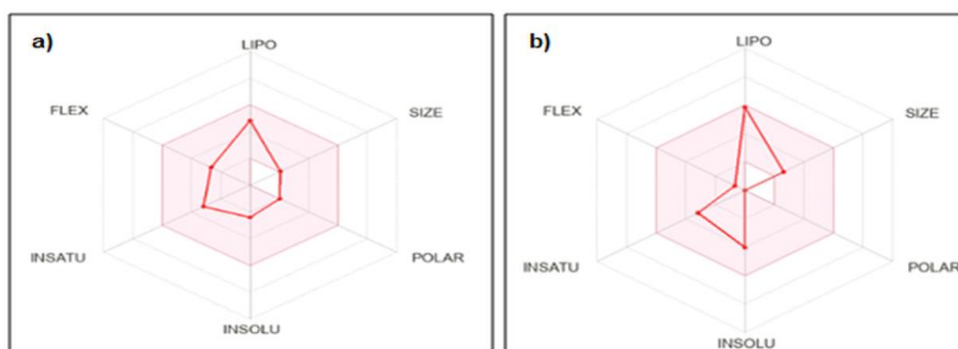 a)
LIPO
FLEX
SIZE
INSATU
POLAR
INSOLU
b)
LIPO
FLEX
SIZE
INSATU
POLAR
INSOLU